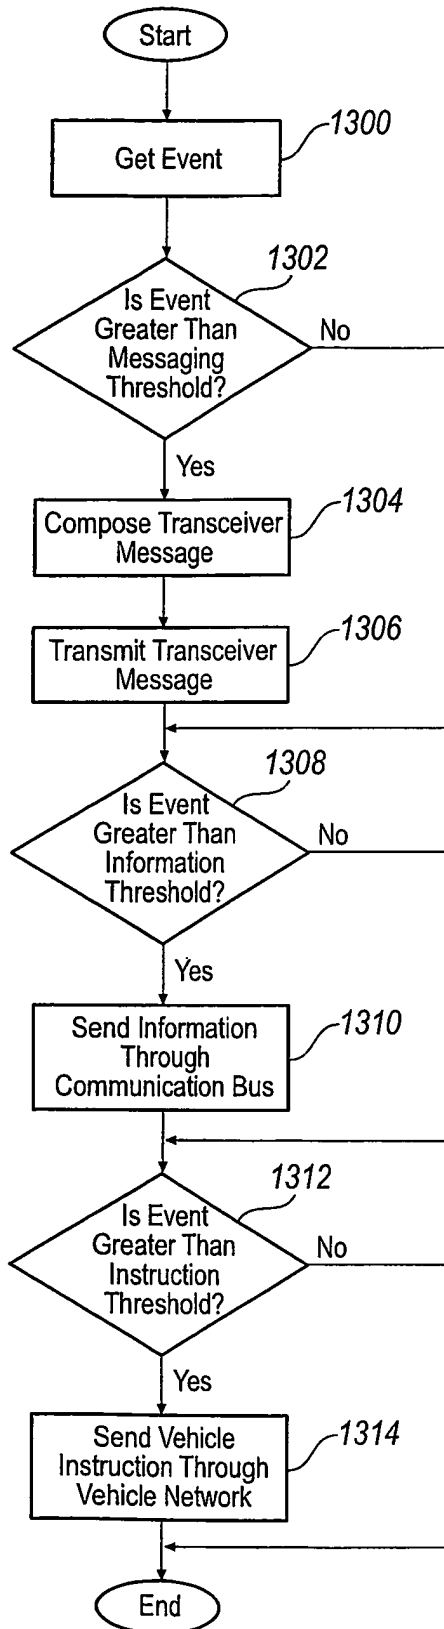 Start
Get Event
1300
1302
Is Event
Greater Than
Messaging
Threshold?
No
Yes
Compose Transceiver
Message
1304
Transmit Transceiver
Message
1306
1308
Is Event
Greater Than
Information
Threshold?
No
Yes
Send Information
Through
Communication Bus
1310
1312
Is Event
Greater Than
Instruction
Threshold?
No
Yes
Send Vehicle
Instruction Through
Vehicle Network
1314
End